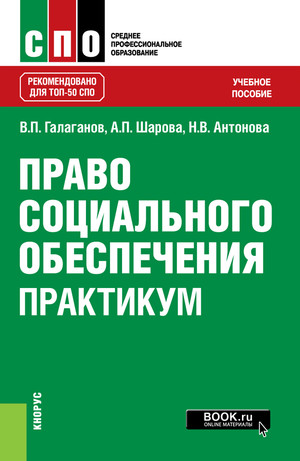 СПО
СРЕДНЕЕ
ПРОФЕССИОНАЛЬНОЕ
ОБРАЗОВАНИЕ
РЕКОМЕНДОВАНО
ДЛЯ ТОП-50 СПО
УЧЕБНОЕ
ПОСОБИЕ
В.П. Галаганов, А.П. Шарова, Н.В. Антонова
ПРАВО
СОЦИАЛЬНОГО
ОБЕСПЕЧЕНИЯ
ПРАКТИКУМ
КНОРУС
BOOK.ru
ONLINE МАТЕРИАЛЫ